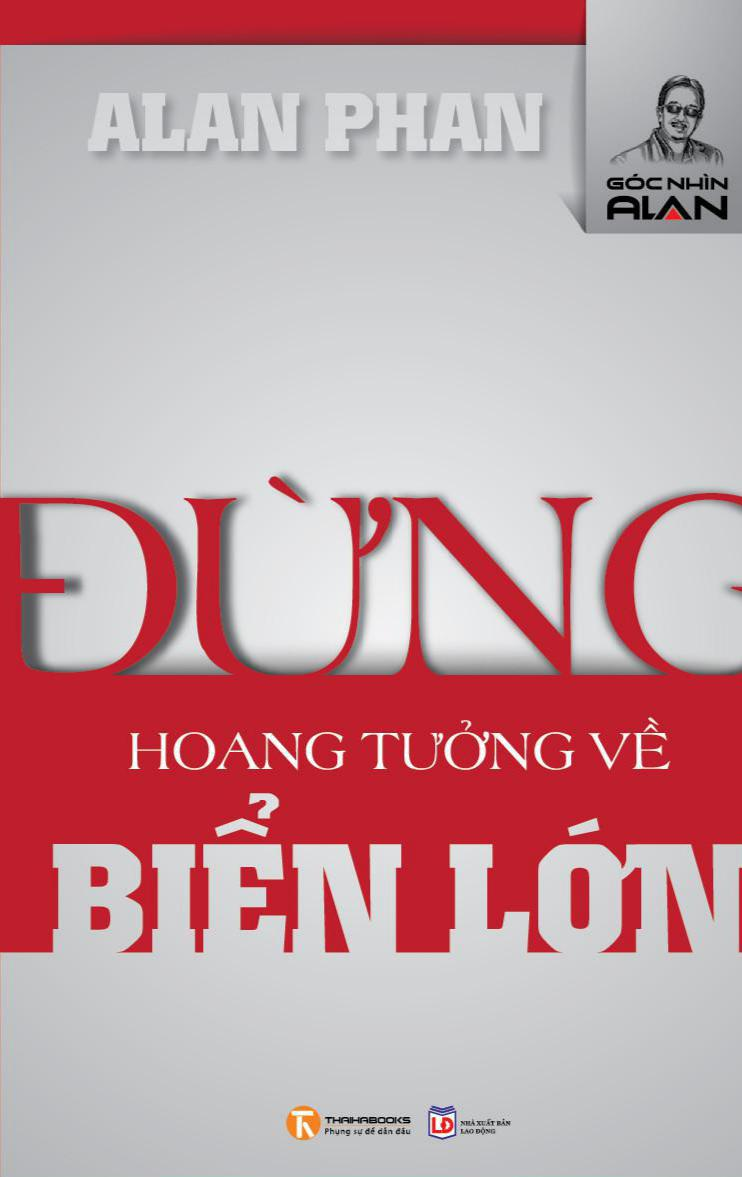 ALAN PHAN
GÓC NHÌN
ALAN
ĐỪNG
HOANG TƯỞNG VỀ
BIỂN LỚN
THAIHABOOKS
Phụng sự để dẫn đầu
LĐ
NHÀ XUẤT BẢN
LAO ĐỘNG